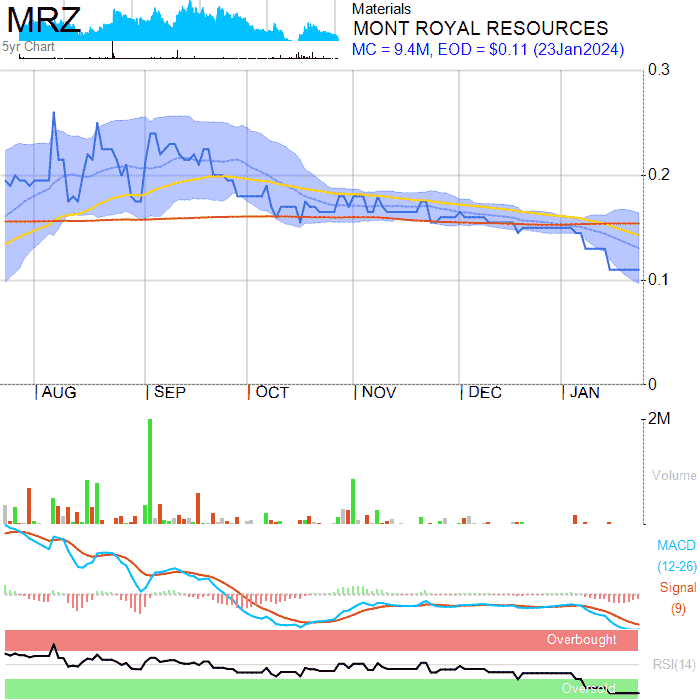 MRZ
5yr Chart
Materials
MONT ROYAL RESOURCES
MC = 9.4M, EOD = $0.11 (23Jan2024)
0.3
0.2
0.1
0
AUG SEP OCT NOV DEC JAN
2M
Volume
MACD
(12-26)
Signal
(9)
Overbought
RSI(14)
Oversold